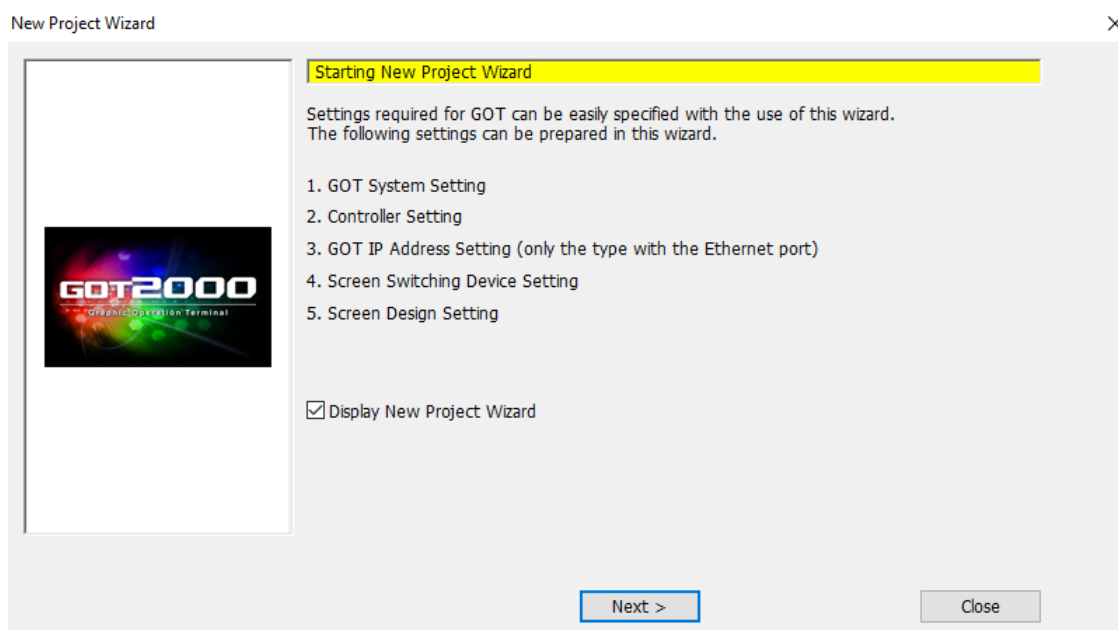 New Project Wizard
Starting New Project Wizard
Settings required for GOT can be easily specified with the use of this wizard.
The following settings can be prepared in this wizard.
1. GOT System Setting
2. Controller Setting
3. GOT IP Address Setting (only the type with the Ethernet port)
4. Screen Switching Device Setting
5. Screen Design Setting
GOT2000
Graphic Operation Terminal
Display New Project Wizard
Next >
Close